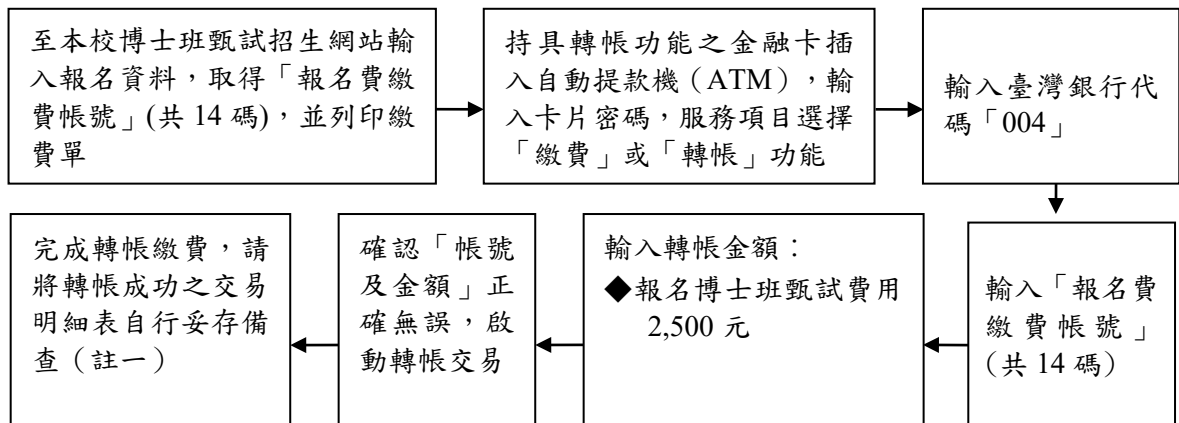 至本校博士班甄試招生網站輸
入報名資料，取得「報名費繳
費帳號」(共 14 碼)，並列印繳
費單
持具轉帳功能之金融卡插
入自動提款機（ATM），輸
入卡片密碼，服務項目選擇
「繳費」或「轉帳」功能
輸入臺灣銀行代
碼「004」
輸入「報名費
繳費帳號」
（共 14 碼）
輸入轉帳金額：
◆報名博士班甄試費用
2,500 元
確認「帳號
及金額」正
確無誤，啟
動轉帳交易
完成轉帳繳費，請
將轉帳成功之交易
明細表自行妥存備
查（註一）